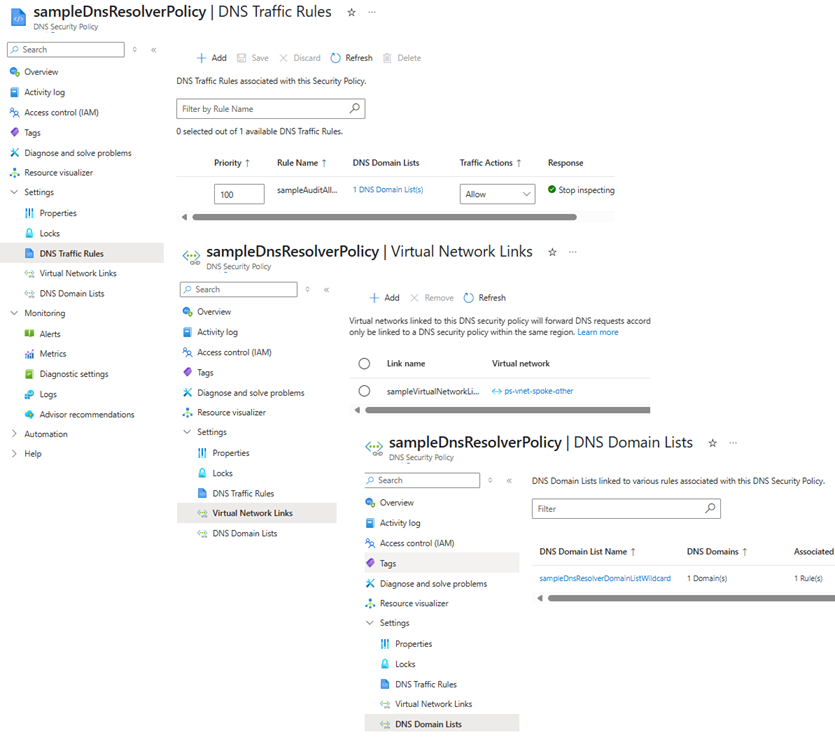 sampleDnsResolverPolicy | DNS Traffic Rules
DNS Security Policy
Search
Overview
Activity log
Access control (IAM)
Tags
Diagnose and solve problems
Resource visualizer
Settings
Properties
Locks
DNS Traffic Rules
Virtual Network Links
DNS Domain Lists
Monitoring
Alerts
Metrics
Diagnostic settings
Logs
Advisor recommendations
Automation
Help
Add Save Discard Refresh Delete
DNS Traffic Rules associated with this Security Policy.
Filter by Rule Name
0 selected out of 1 available DNS Traffic Rules.
Priority ↑ Rule Name ↑ DNS Domain Lists Traffic Actions ↑ Response
100 sampleAuditAll... 1 DNS Domain List(s) Allow Stop inspecting
sampleDnsResolverPolicy | Virtual Network Links
DNS Security Policy
Search
Overview
Activity log
Access control (IAM)
Tags
Diagnose and solve problems
Resource visualizer
Settings
Properties
Locks
DNS Traffic Rules
Virtual Network Links
DNS Domain Lists
Add Remove Refresh
Virtual networks linked to this DNS security policy will forward DNS requests accord
only be linked to a DNS security policy within the same region. Learn more
Link name Virtual network
sampleVirtualNetworkLi... ps-vnet-spoke-other
sampleDnsResolverPolicy | DNS Domain Lists
DNS Security Policy
Search
Overview
Activity log
Access control (IAM)
Tags
Diagnose and solve problems
Resource visualizer
Settings
Properties
Locks
DNS Traffic Rules
Virtual Network Links
DNS Domain Lists
DNS Domain Lists linked to various rules associated with this DNS Security Policy.
Filter
DNS Domain List Name ↑ DNS Domains ↑ Associated
sampleDnsResolverDomainListWildcard 1 Domain(s) 1 Rule(s)